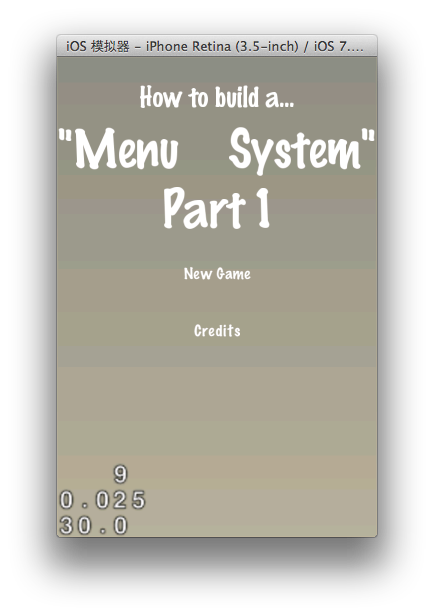 iOS 模拟器 – iPhone Retina (3.5-inch) / iOS 7....
How to build a...
"Menu System"
Part 1
New Game
Credits
9
0.025
30.0